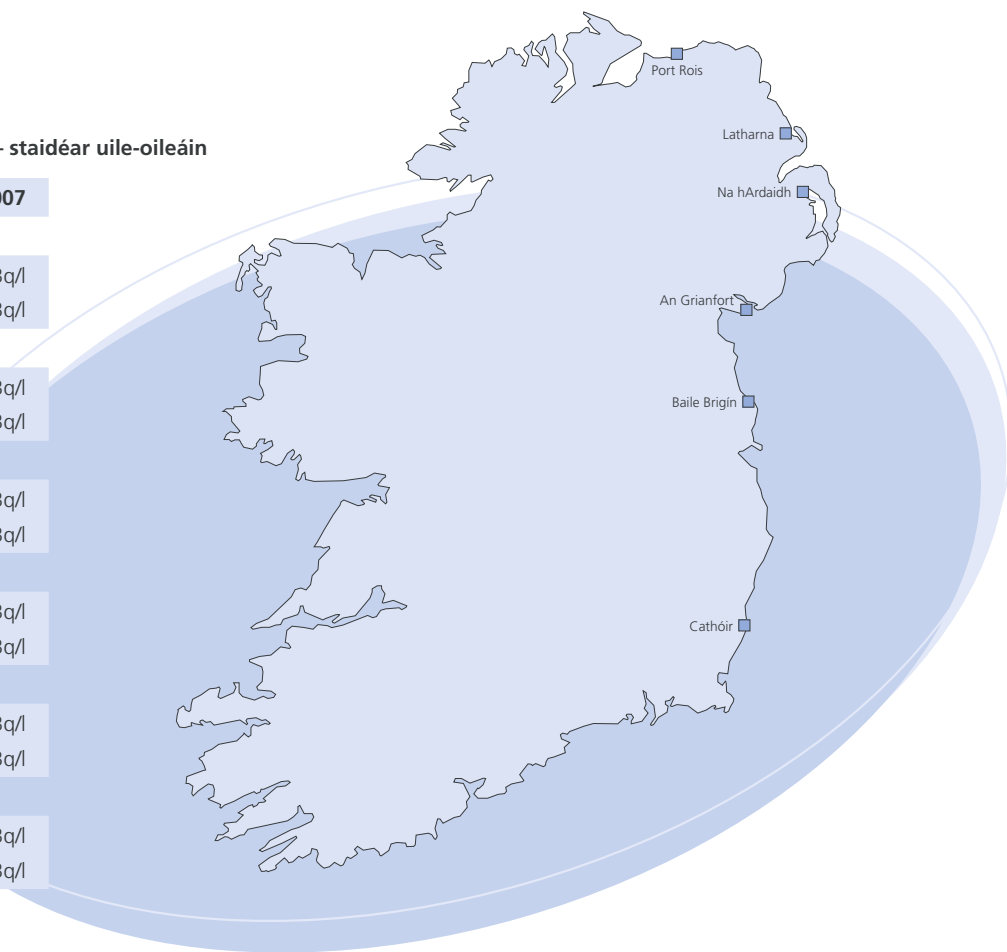 – staidéar uile-oileáin
007
Bq/l
Bq/l
Bq/l
Bq/l
Bq/l
Bq/l
Bq/l
Bq/l
Bq/l
Bq/l
Bq/l
Bq/l
Port Rois
Latharna
Na hArdaidh
An Grianfort
Baile Brigín
Cathóir